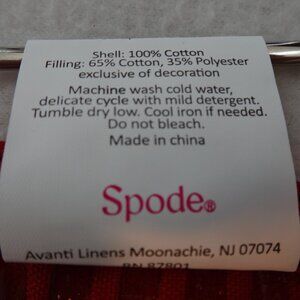 Shell: 100% Cotton
Filling: 65% Cotton, 35% Polyester
exclusive of decoration
Machine wash cold water,
delicate cycle with mild detergent.
Tumble dry low. Cool iron if needed.
Do not bleach.
Made in china
Spode®
Avanti Linens Moonachie, NJ 07074
RN 87801